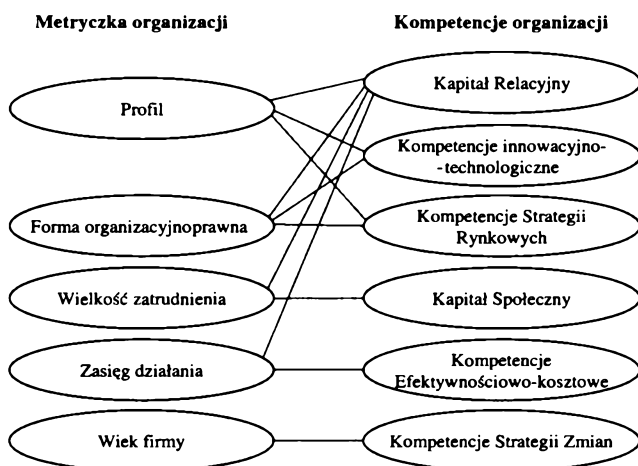 Metryczka organizacji
Kompetencje organizacji
Profil
Forma organizacyjnoprawna
Wielkość zatrudnienia
Zasięg działania
Wiek firmy
Kapitał Relacyjny
Kompetencje innowacyjno-
-technologiczne
Kompetencje Strategii
Rynkowych
Kapitał Społeczny
Kompetencje
Efektywnościowo-kosztowe
Kompetencje Strategii Zmian